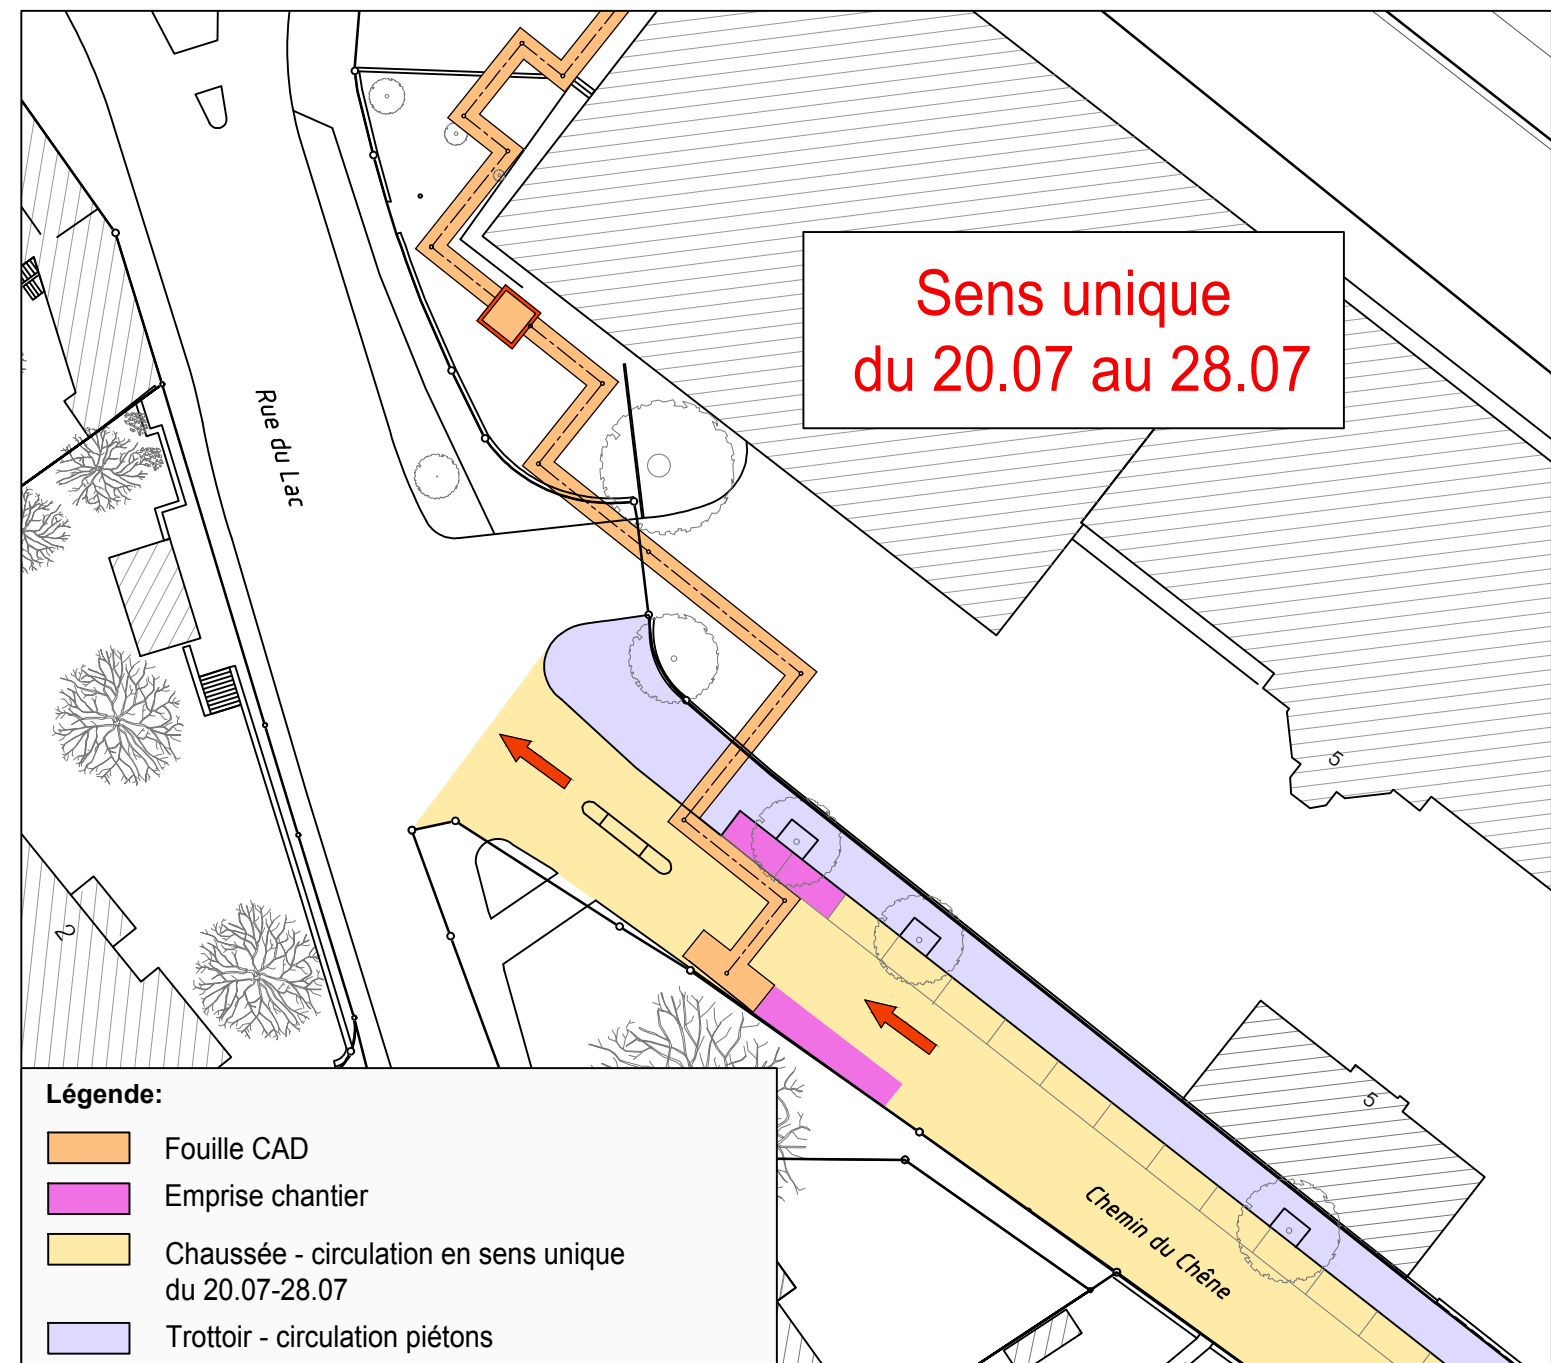 Sens unique
du 20.07 au 28.07
Rue du Lac
5
2
5
Chemin du Chêne
Légende:
Fouille CAD
Emprise chantier
Chaussée - circulation en sens unique
du 20.07-28.07
Trottoir - circulation piétons